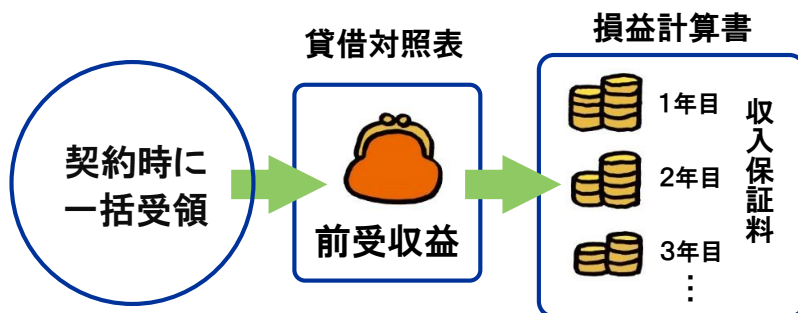 契約時に
一括受領
貸借対照表
前受収益
損益計算書
1年目
2年目
3年目
⋮
収入保証料